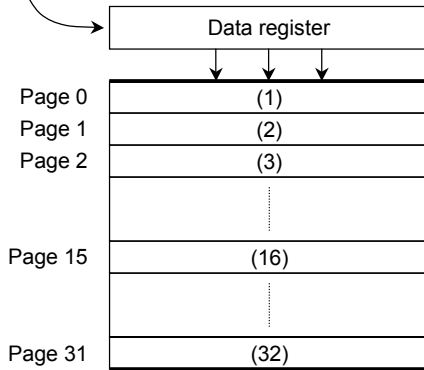 Data register
Page 0 (1)
Page 1 (2)
Page 2 (3)
Page 15 (16)
Page 31 (32)